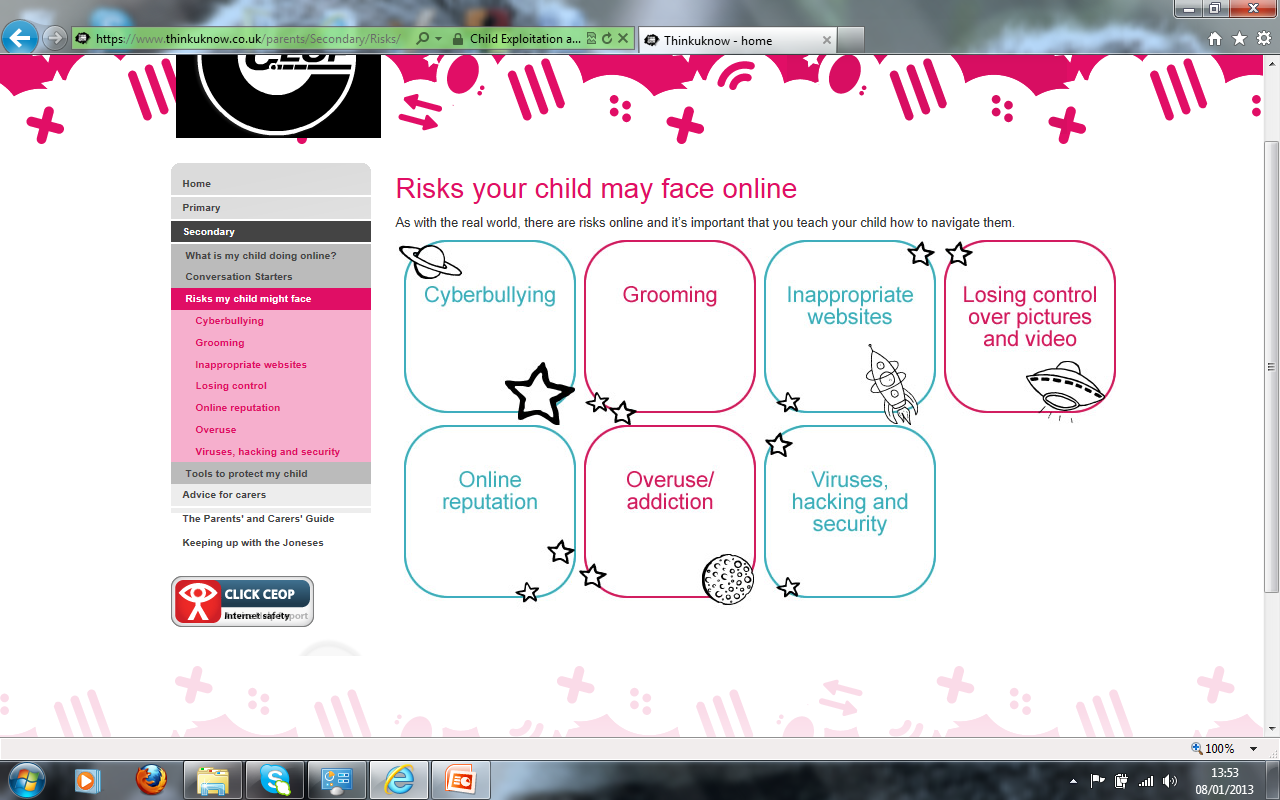 https://www.thinkuknow.co.uk/parents/Secondary/Risks/
Child Exploitation a...
Thinkuknow - home
CEOP
Home
Primary
Secondary
What is my child doing online?
Conversation Starters
Risks my child might face
Cyberbullying
Grooming
Inappropriate websites
Losing control
Online reputation
Overuse
Viruses, hacking and security
Tools to protect my child
Advice for carers
The Parents' and Carers' Guide
Keeping up with the Joneses
CLICK CEOP
Internet safety
Risks your child may face online
As with the real world, there are risks online and it's important that you teach your child how to navigate them.
Cyberbullying
Grooming
Inappropriate
websites
Losing control
over pictures
and video
Online
reputation
Overuse/
addiction
Viruses,
hacking and
security
100%
13:53
08/01/2013